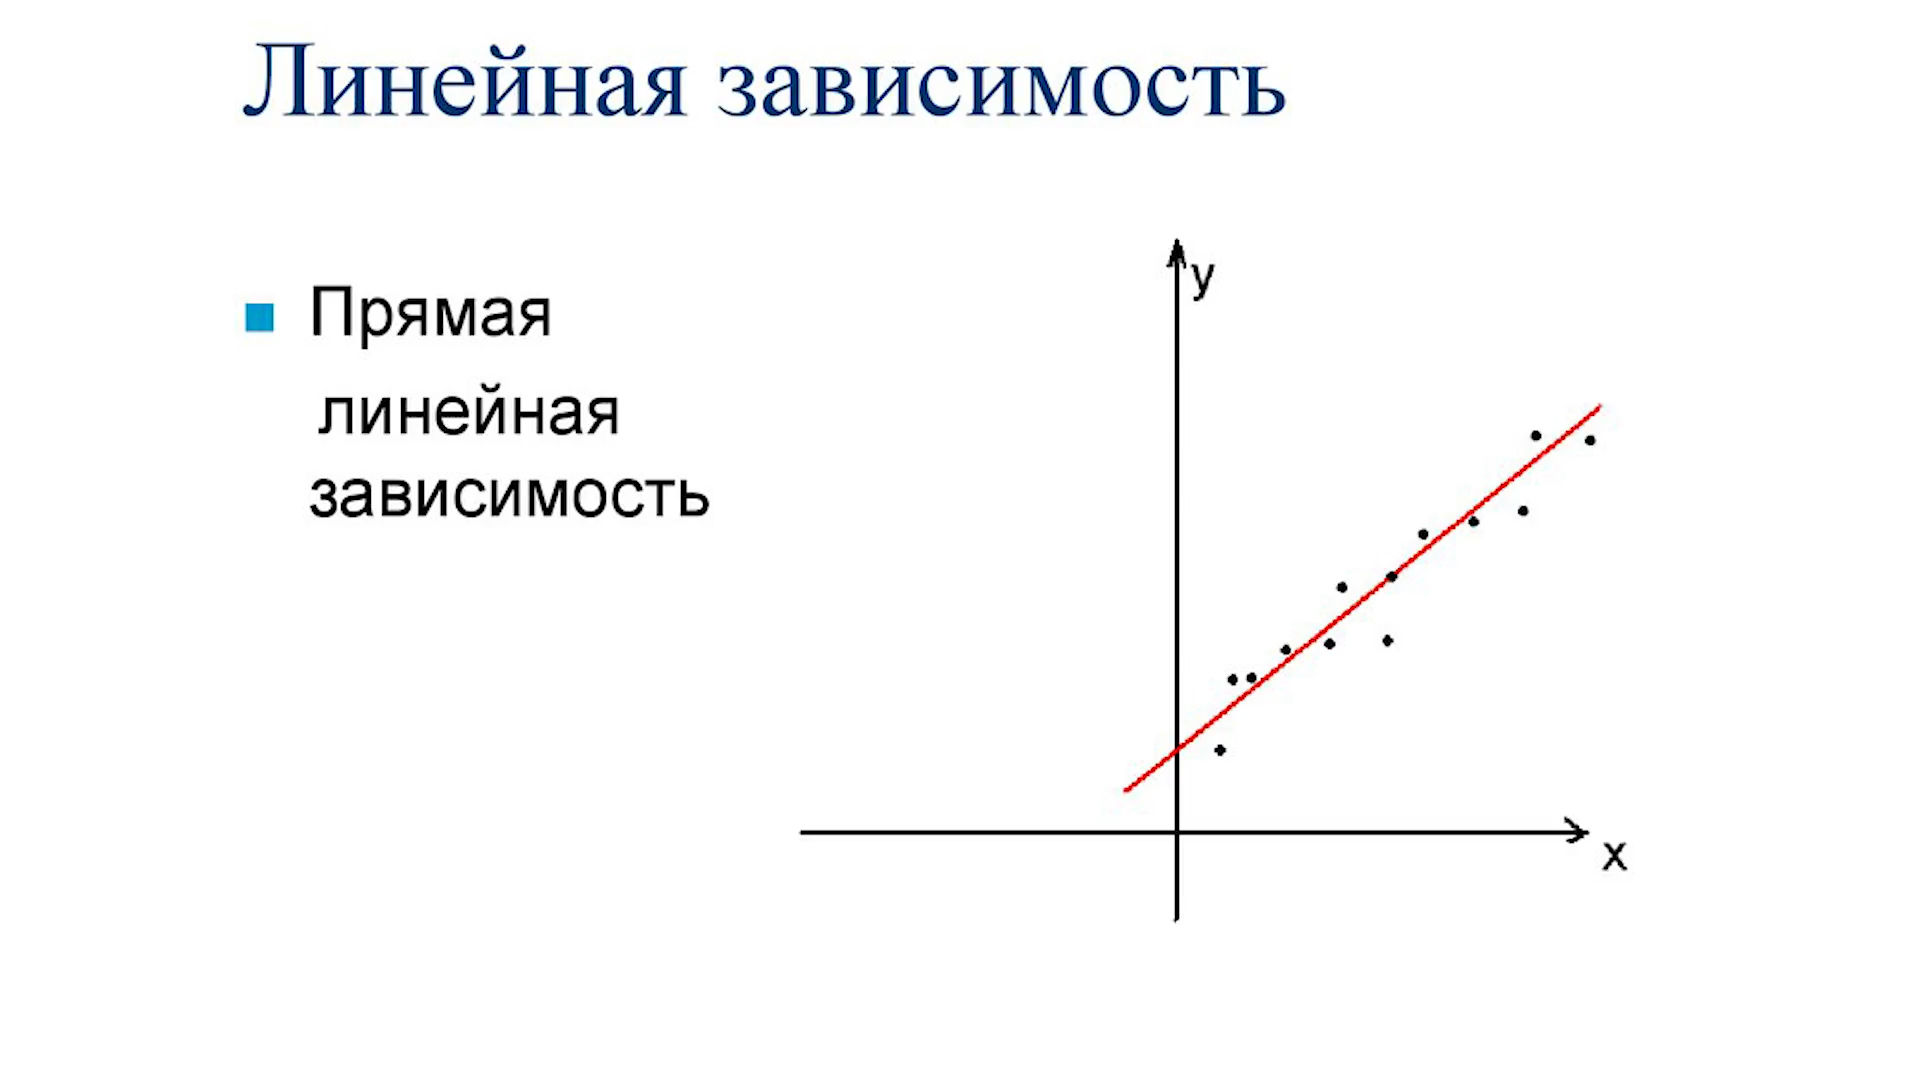 Линейная зависимость
Прямая
линейная
зависимость
y
x